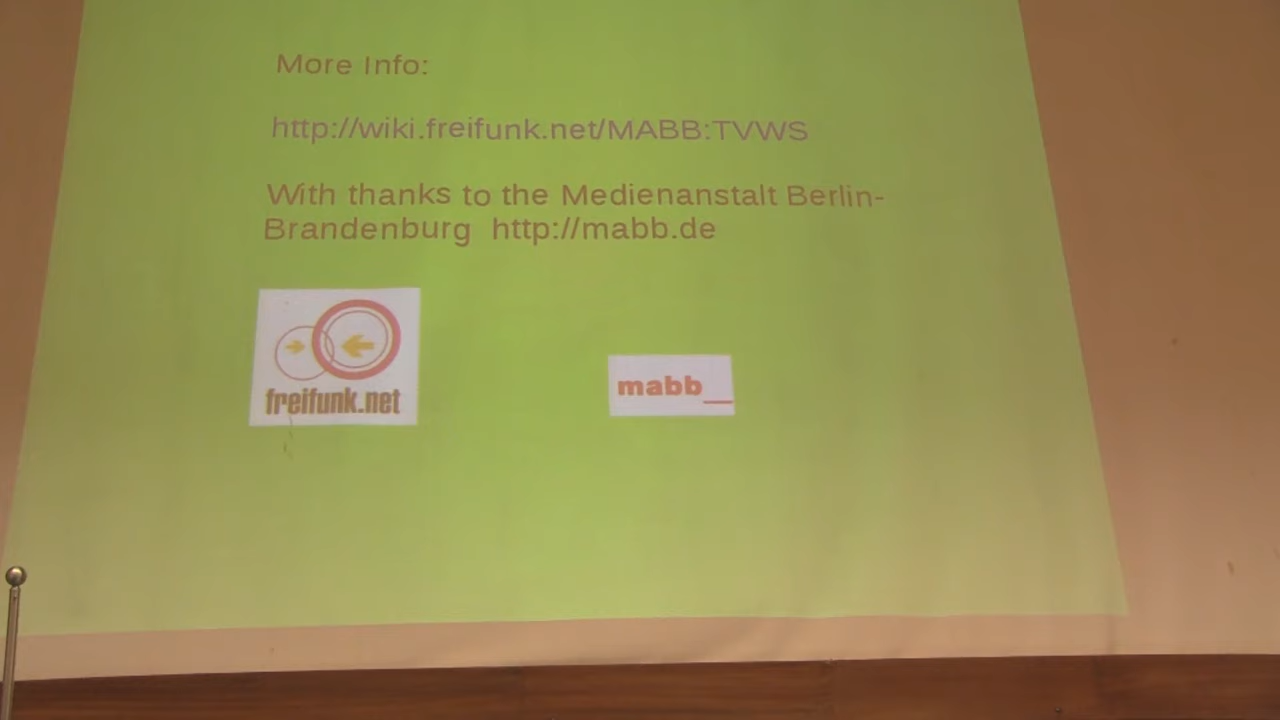 More Info:
http://wiki.freifunk.net/MABB:TVWS
With thanks to the Medienanstalt Berlin-
Brandenburg http://mabb.de
freifunk.net
mabb_